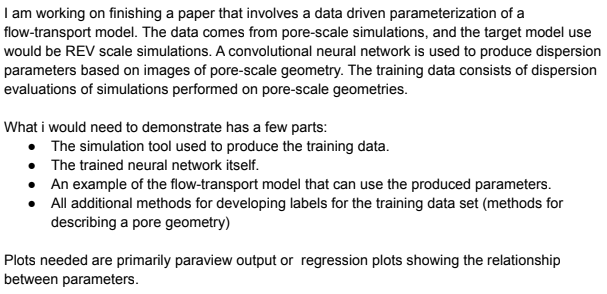 I am working on finishing a paper that involves a data driven parameterization of a
flow-transport model. The data comes from pore-scale simulations, and the target model use
would be REV scale simulations. A convolutional neural network is used to produce dispersion
parameters based on images of pore-scale geometry. The training data consists of dispersion
evaluations of simulations performed on pore-scale geometries.
What i would need to demonstrate has a few parts:
● The simulation tool used to produce the training data.
● The trained neural network itself.
● An example of the flow-transport model that can use the produced parameters.
● All additional methods for developing labels for the training data set (methods for
describing a pore geometry)
Plots needed are primarily paraview output or regression plots showing the relationship
between parameters.